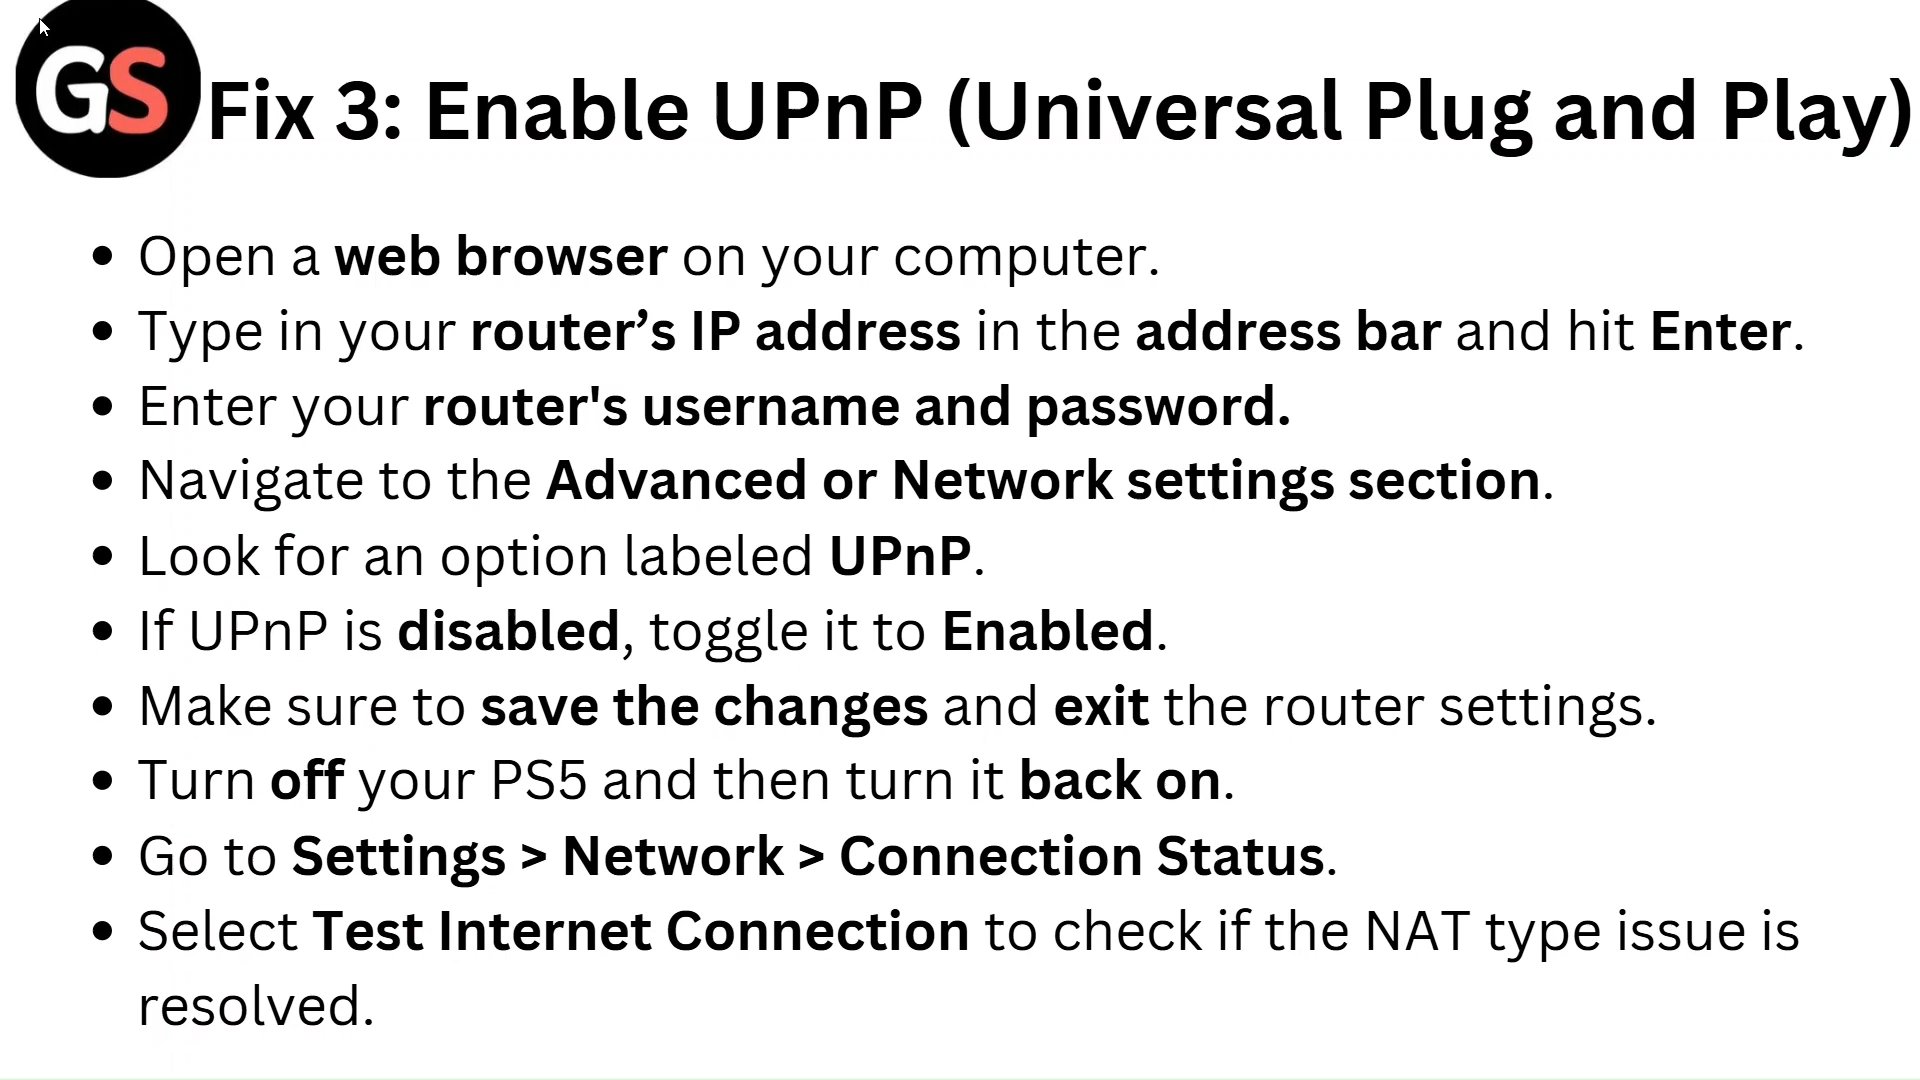 GS
Fix 3: Enable UPnP (Universal Plug and Play)
• Open a web browser on your computer.
• Type in your router’s IP address in the address bar and hit Enter.
• Enter your router's username and password.
• Navigate to the Advanced or Network settings section.
• Look for an option labeled UPnP.
• If UPnP is disabled, toggle it to Enabled.
• Make sure to save the changes and exit the router settings.
• Turn off your PS5 and then turn it back on.
• Go to Settings > Network > Connection Status.
• Select Test Internet Connection to check if the NAT type issue is
resolved.